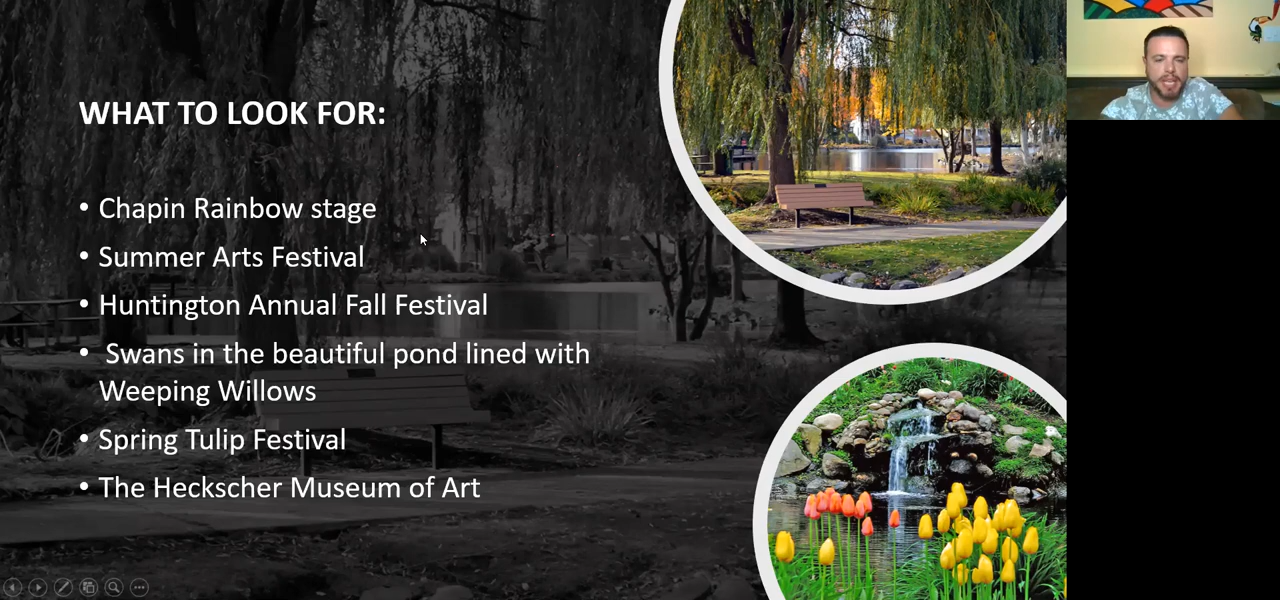 WHAT TO LOOK FOR:
• Chapin Rainbow stage
• Summer Arts Festival
• Huntington Annual Fall Festival
• Swans in the beautiful pond lined with
Weeping Willows
• Spring Tulip Festival
• The Heckscher Museum of Art